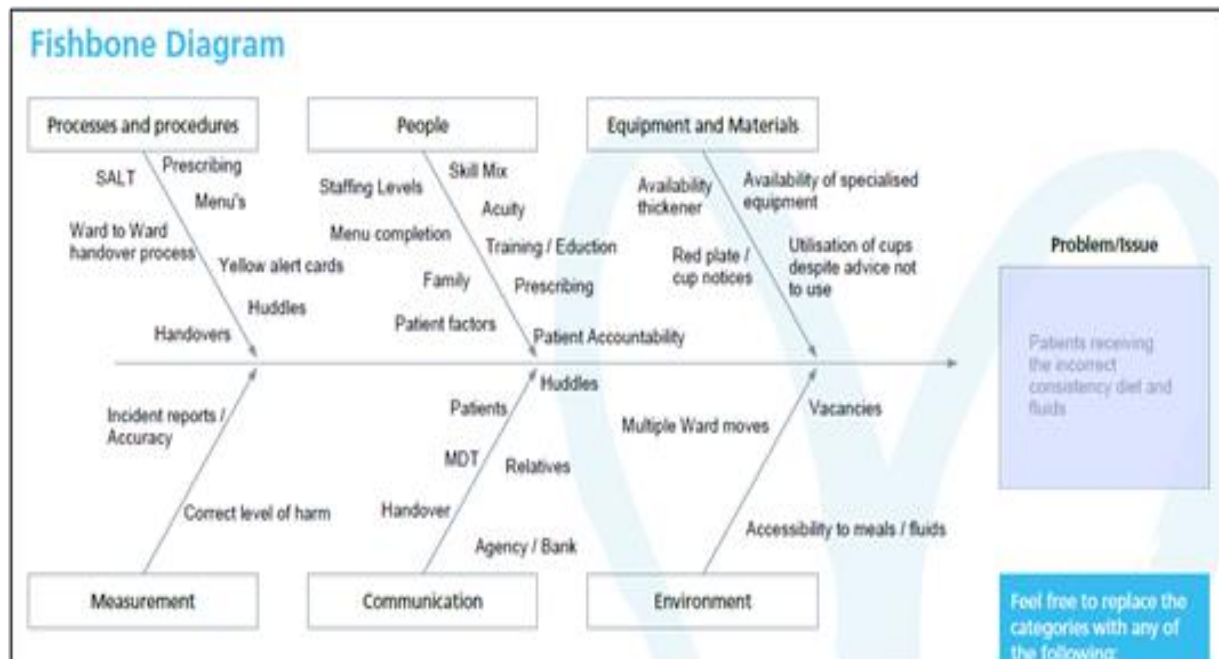 Fishbone Diagram
Processes and procedures
People
Equipment and Materials
SALT
Prescribing
Menu's
Ward to Ward
handover process
Yellow alert cards
Huddles
Handovers
Staffing Levels
Skill Mix
Acuity
Menu completion
Training / Eduction
Family
Prescribing
Patient factors
Patient Accountability
Availability
thickener
Availability of specialised
equipment
Red plate /
cup notices
Utilisation of cups
despite advice not
to use
Problem/Issue
Patients receiving
the incorrect
consistency diet and
fluids
Incident reports /
Accuracy
Correct level of harm
Huddles
Patients
MDT
Relatives
Handover
Agency / Bank
Multiple Ward moves
Vacancies
Accessibility to meals / fluids
Measurement
Communication
Environment
Feel free to replace the
categories with any of
the following: